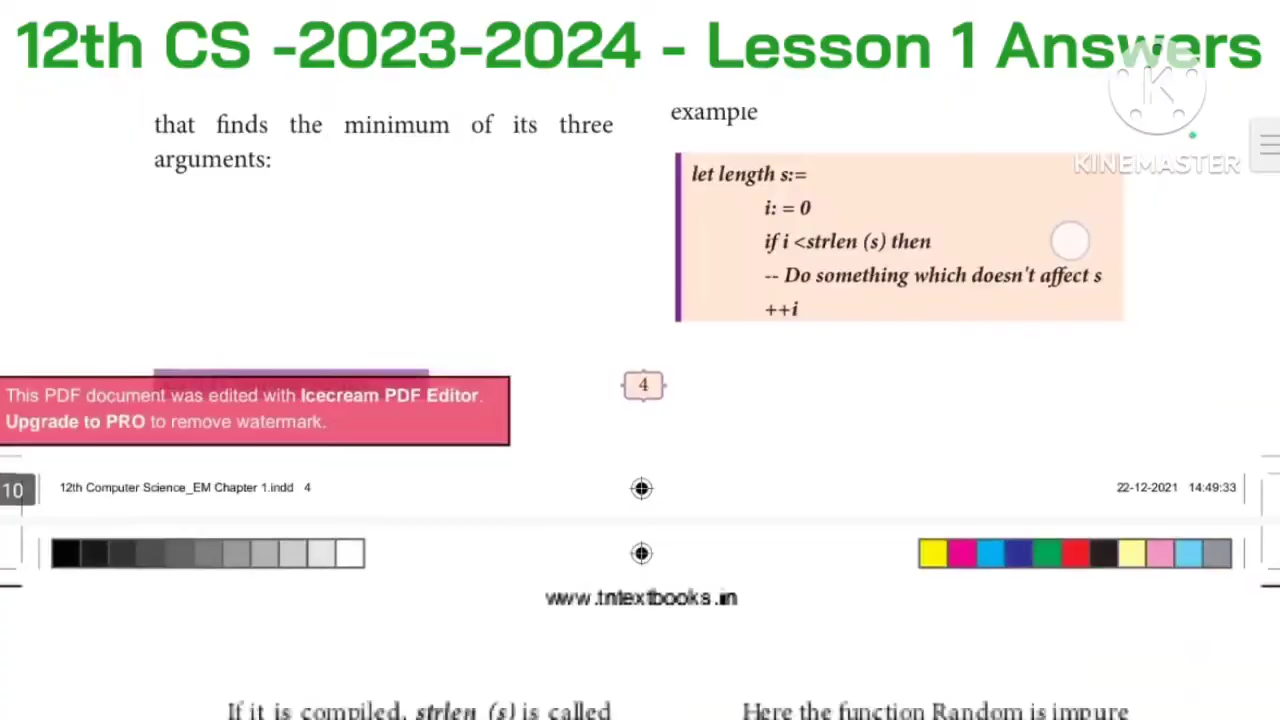 12th CS -2023-2024 - Lesson 1 Answers
KINEMASTER
that finds the minimum of its three
arguments:
example
let length s:=
i: = 0
if i <strlen (s) then
-- Do something which doesn't affect s
++i
This PDF document was edited with Icecream PDF Editor.
Upgrade to PRO to remove watermark.
4
10
12th Computer Science_EM Chapter 1.indd 4
22-12-2021 14:49:33
www.tntextbooks.in
If it is compiled, strlen (s) is called
Here the function Random is impure